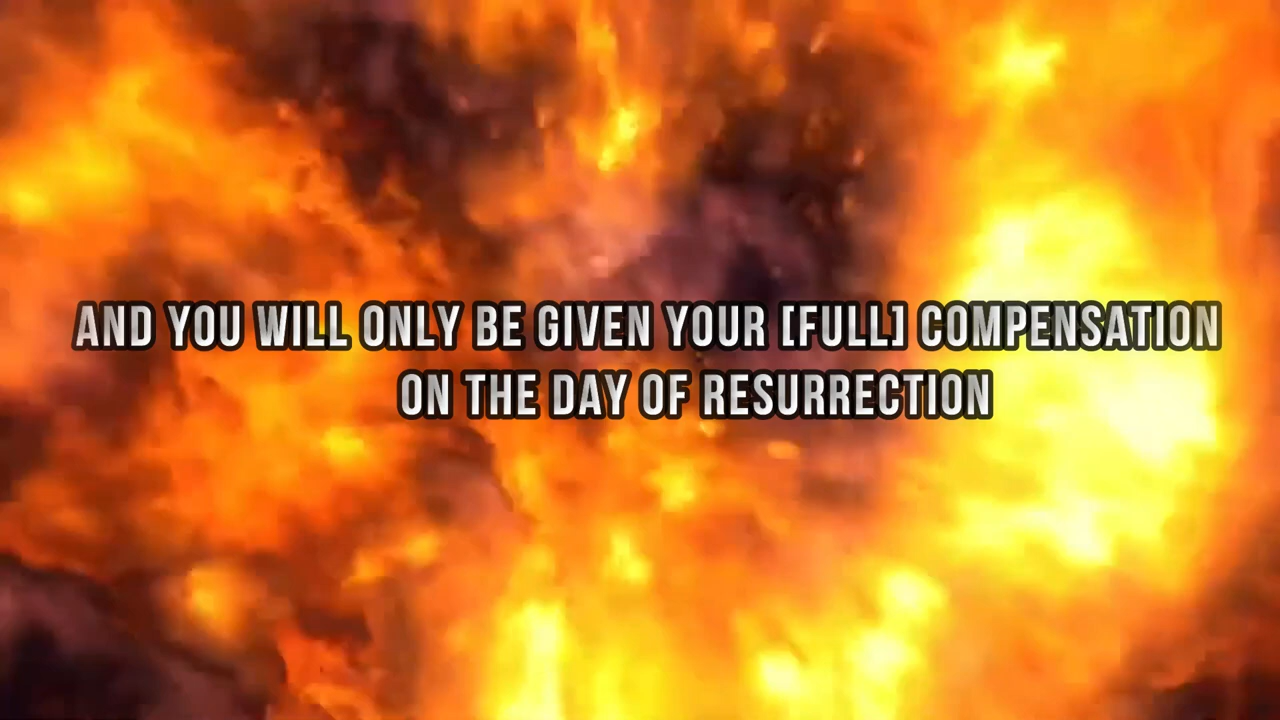 AND YOU WILL ONLY BE GIVEN YOUR [FULL] COMPENSATION
ON THE DAY OF RESURRECTION